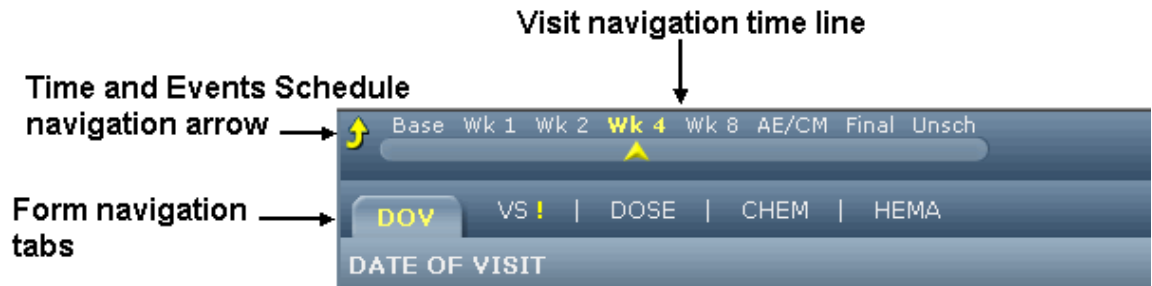 Visit navigation time line
Time and Events Schedule
navigation arrow
Base Wk 1 Wk 2 Wk 4 Wk 8 AE/CM Final Unsch
Form navigation
tabs
DOV VS ! | DOSE | CHEM | HEMA
DATE OF VISIT